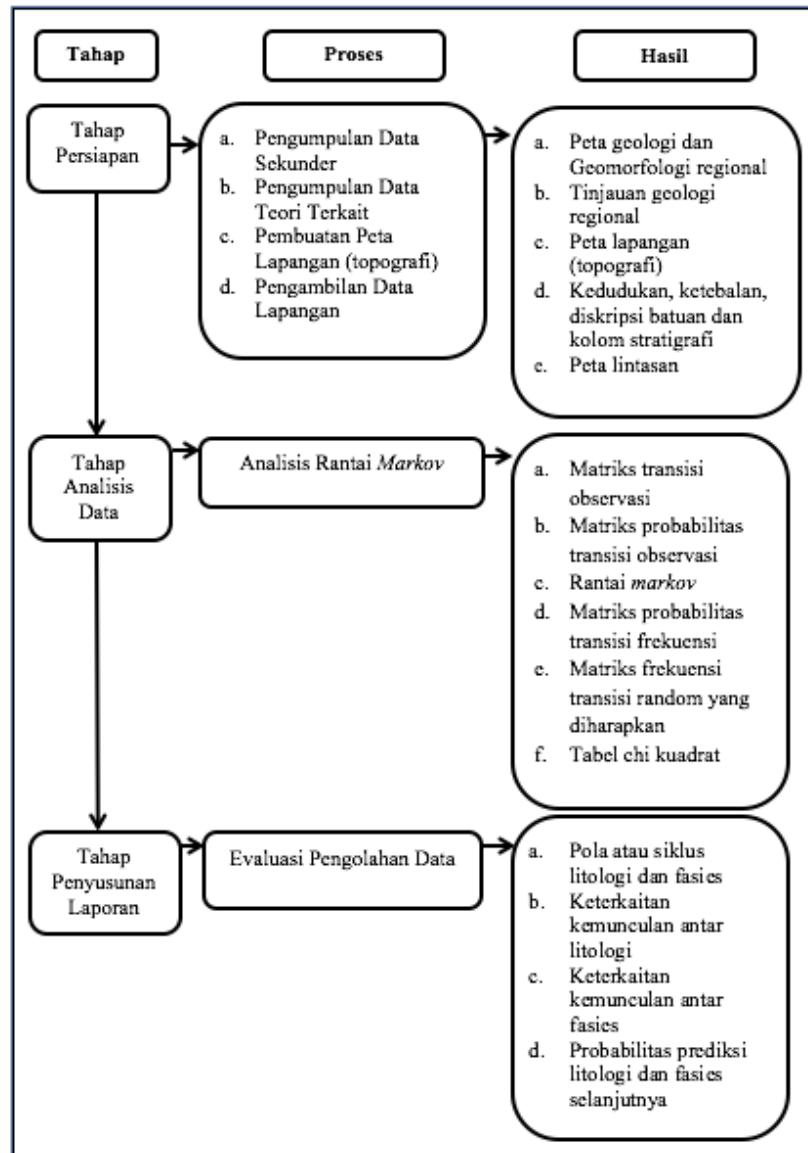 Tahap
Proses
Hasil
Tahap
Persiapan
a. Pengumpulan Data
Sekunder
b. Pengumpulan Data
Teori Terkait
c. Pembuatan Peta
Lapangan (topografi)
d. Pengambilan Data
Lapangan
a. Peta geologi dan
Geomorfologi regional
b. Tinjauan geologi
regional
c. Peta lapangan
(topografi)
d. Kedudukan, ketebalan,
diskripsi batuan dan
kolom stratigrafi
e. Peta lintasan
Tahap
Analisis
Data
Analisis Rantai Markov
a. Matriks transisi
observasi
b. Matriks probabilitas
transisi observasi
c. Rantai markov
d. Matriks probabilitas
transisi frekuensi
e. Matriks frekuensi
transisi random yang
diharapkan
f. Tabel chi kuadrat
Tahap
Penyusunan
Laporan
Evaluasi Pengolahan Data
a. Pola atau siklus
litologi dan fasies
b. Keterkaitan
kemunculan antar
litologi
c. Keterkaitan
kemunculan antar
fasies
d. Probabilitas prediksi
litologi dan fasies
selanjutnya